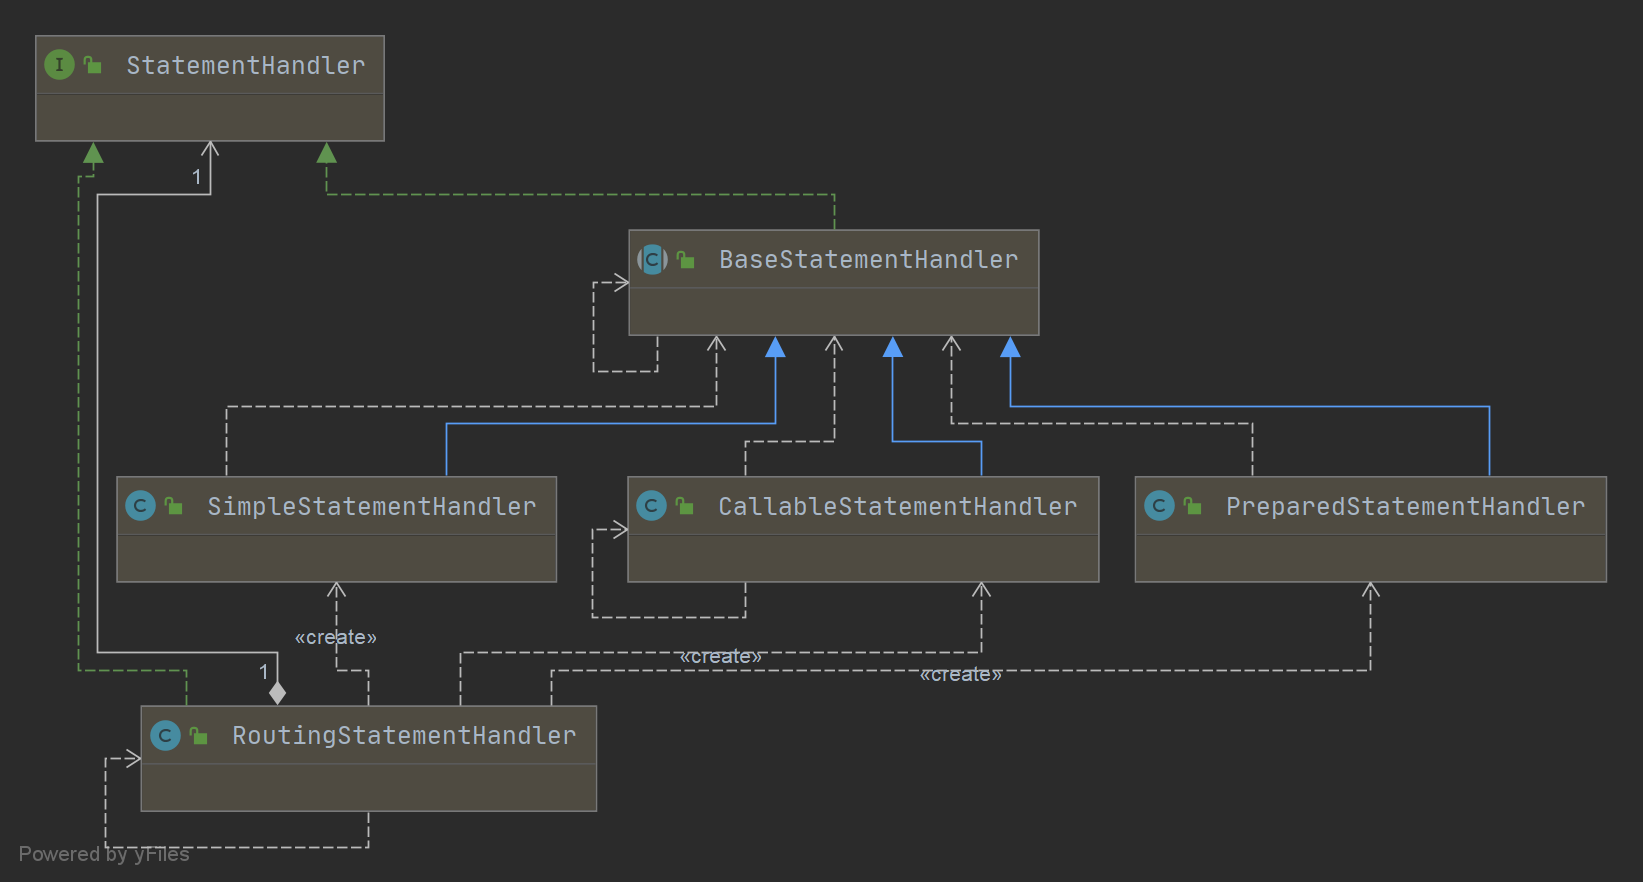 I StatementHandler
1
C BaseStatementHandler
C SimpleStatementHandler
C CallableStatementHandler
C PreparedStatementHandler
«create»
«create»
«create»
1
C RoutingStatementHandler
Powered by yFiles